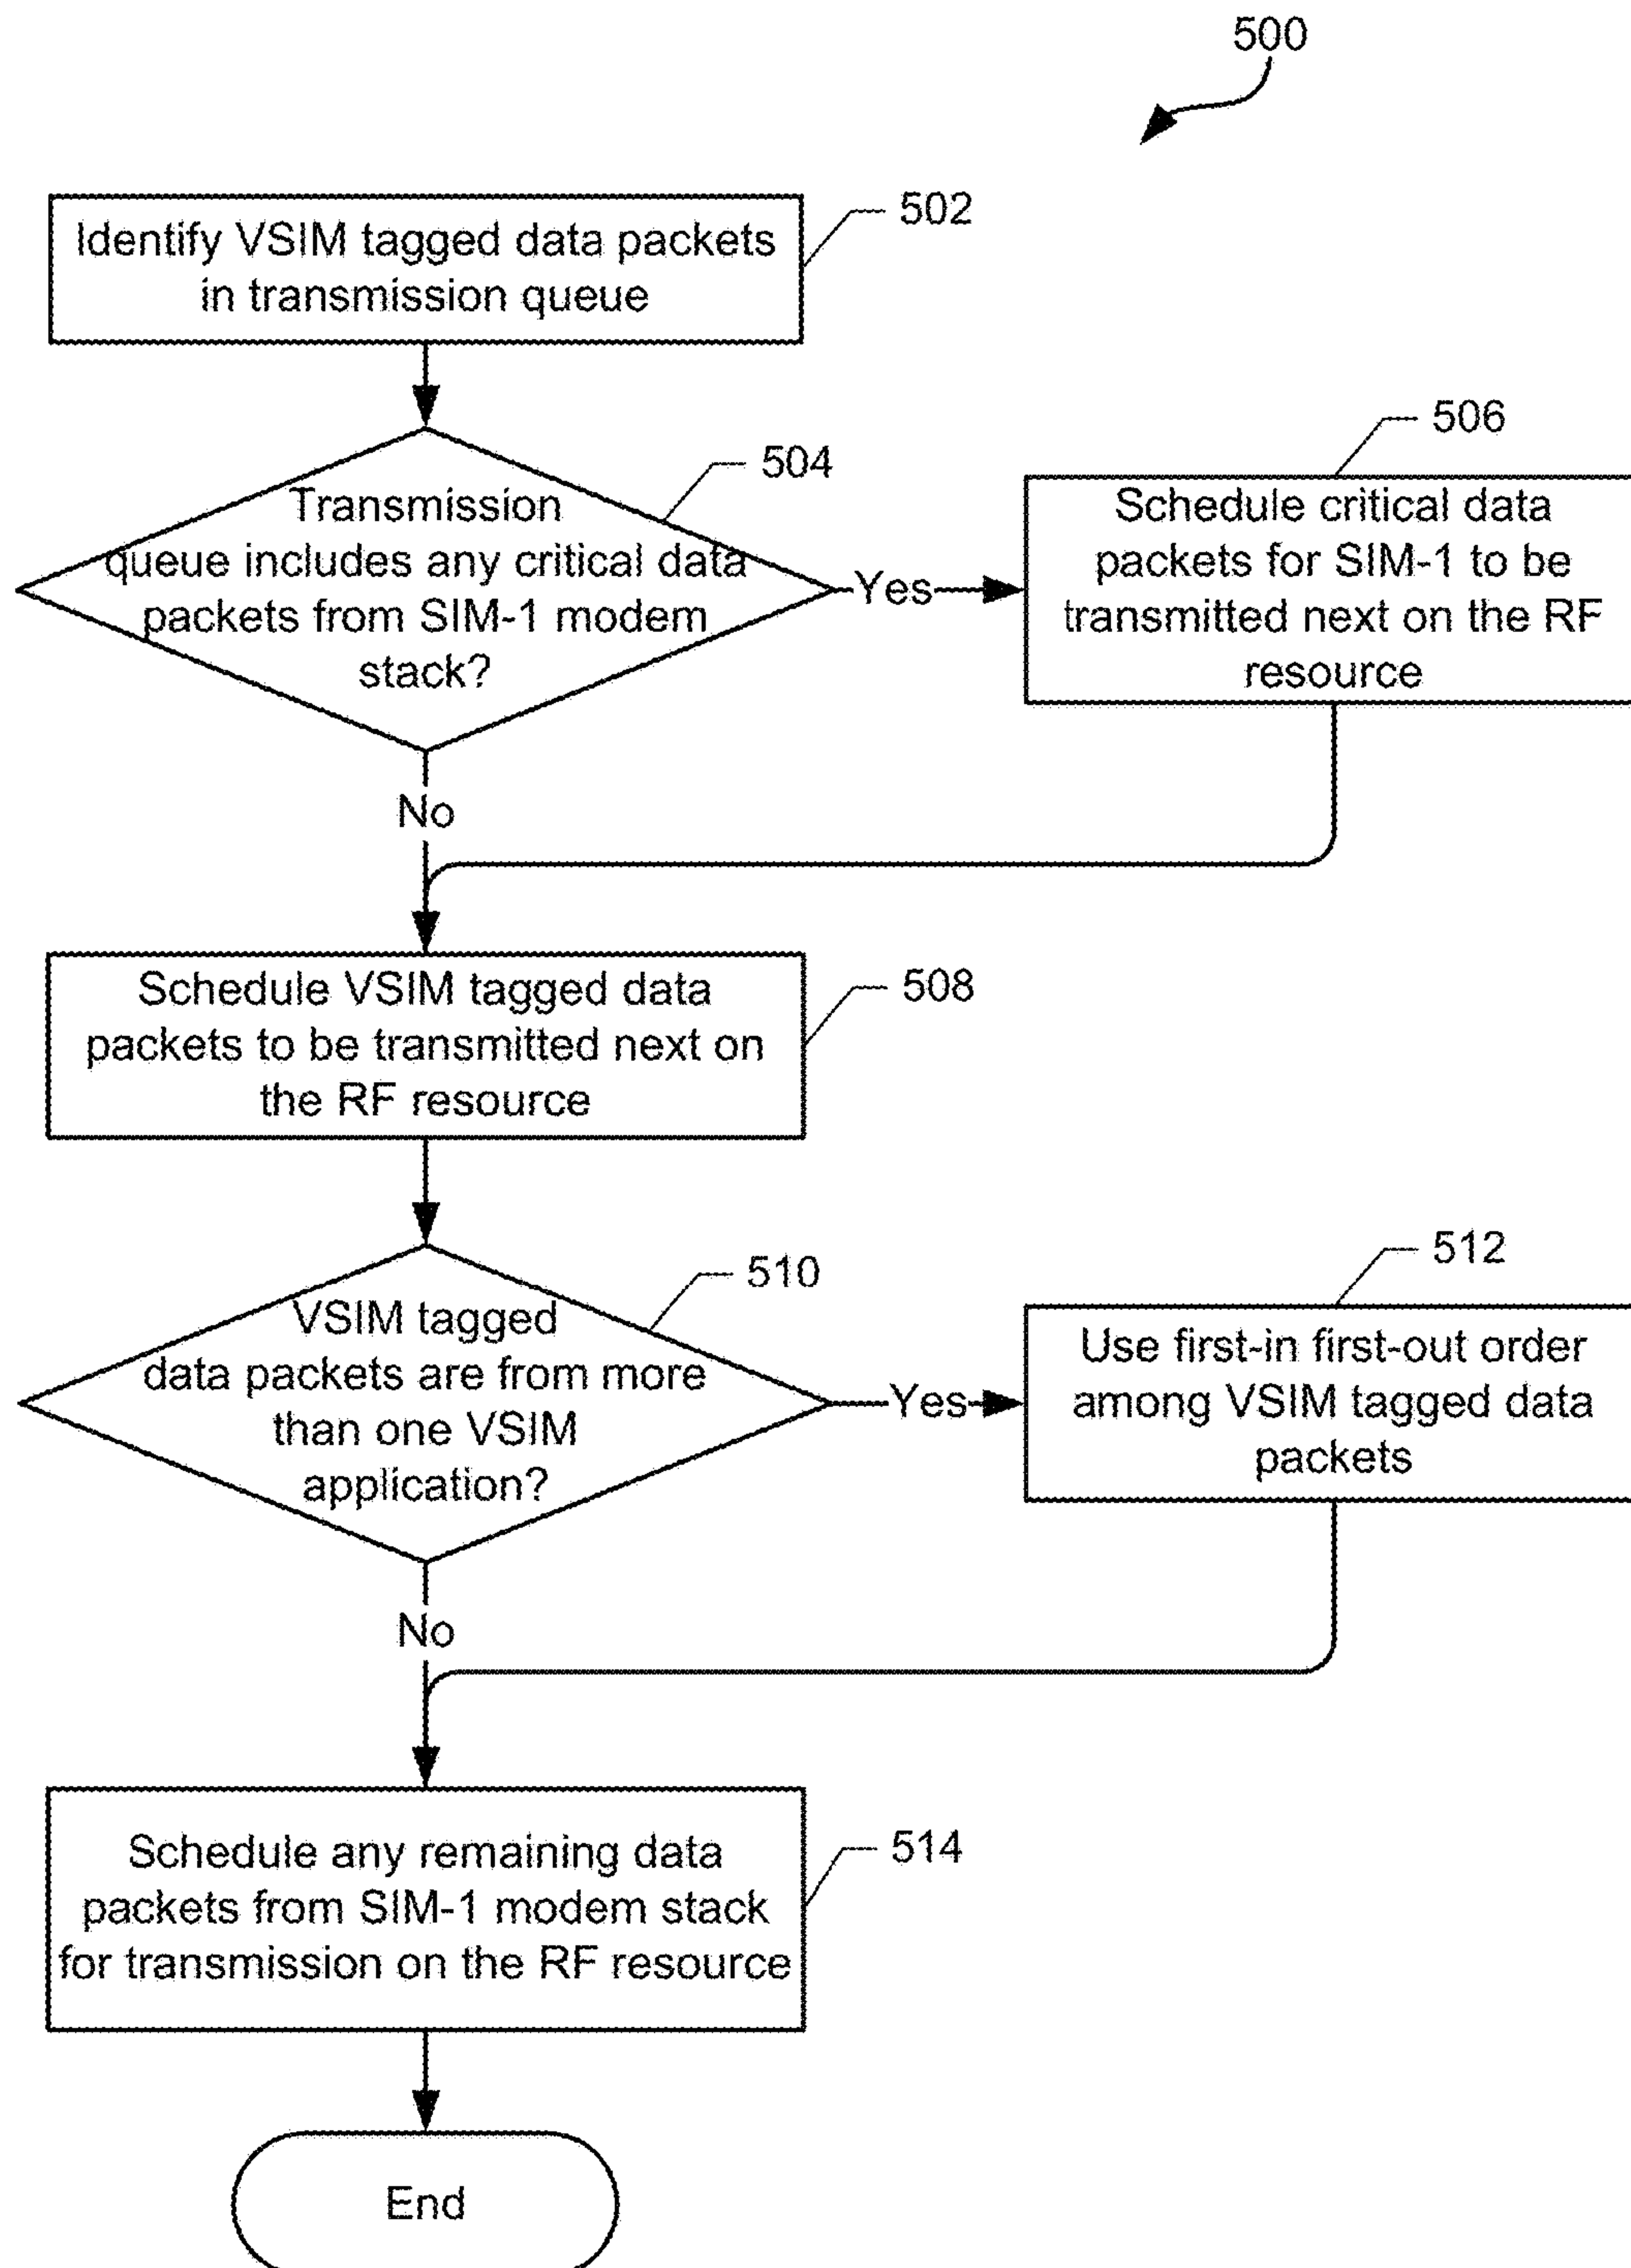 500
Identify VSIM tagged data packets
in transmission queue
502
Transmission
queue includes any critical data
packets from SIM-1 modem
stack?
504
Yes
Schedule critical data
packets for SIM-1 to be
transmitted next on the RF
resource
506
No
Schedule VSIM tagged data
packets to be transmitted next on
the RF resource
508
VSIM tagged
data packets are from more
than one VSIM
application?
510
Yes
Use first-in first-out order
among VSIM tagged data
packets
512
No
Schedule any remaining data
packets from SIM-1 modem stack
for transmission on the RF resource
514
End